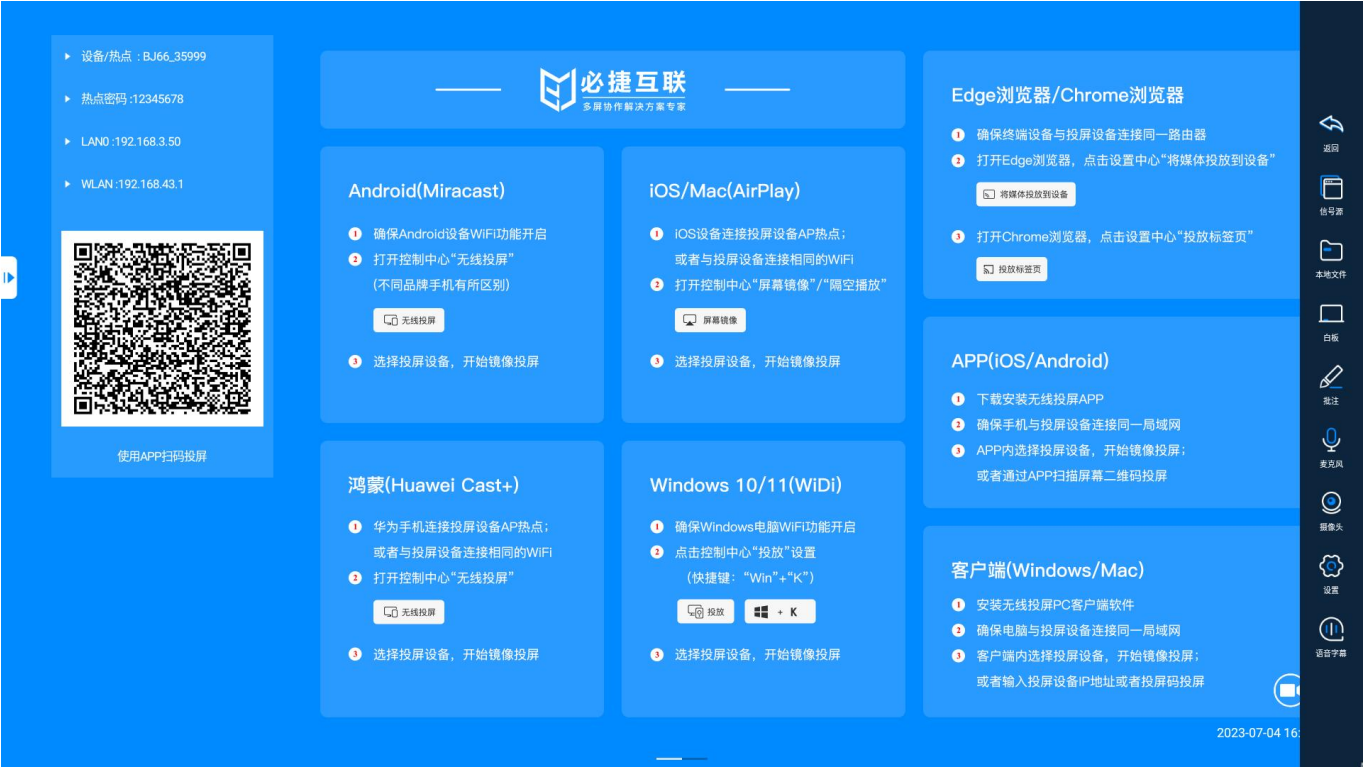 设备/热点 : BJ66_35999
热点密码 :12345678
LAN0 :192.168.3.50
WLAN :192.168.43.1
使用APP扫码投屏
必捷互联
多屏协作解决方案专家
Android(Miracast)
1 确保Android设备WiFi功能开启
2 打开控制中心“无线投屏”
(不同品牌手机有所区别)
无线投屏
3 选择投屏设备，开始镜像投屏
iOS/Mac(AirPlay)
1 iOS设备连接投屏设备AP热点；
或者与投屏设备连接相同的WiFi
2 打开控制中心“屏幕镜像”/“隔空播放”
屏幕镜像
3 选择投屏设备，开始镜像投屏
鸿蒙(Huawei Cast+)
1 华为手机连接投屏设备AP热点；
或者与投屏设备连接相同的WiFi
2 打开控制中心“无线投屏”
无线投屏
3 选择投屏设备，开始镜像投屏
Windows 10/11(WiDi)
1 确保Windows电脑WiFi功能开启
2 点击控制中心“投放”设置
（快捷键：“Win”+“K”）
投放 + K
3 选择投屏设备，开始镜像投屏
Edge浏览器/Chrome浏览器
1 确保终端设备与投屏设备连接同一路由器
2 打开Edge浏览器，点击设置中心“将媒体投放到设备”
将媒体投放到设备
3 打开Chrome浏览器，点击设置中心“投放标签页”
投放标签页
APP(iOS/Android)
1 下载安装无线投屏APP
2 确保手机与投屏设备连接同一局域网
3 APP内选择投屏设备，开始镜像投屏；
或者通过APP扫描屏幕二维码投屏
客户端(Windows/Mac)
1 安装无线投屏PC客户端软件
2 确保电脑与投屏设备连接同一局域网
3 客户端内选择投屏设备，开始镜像投屏；
或者输入投屏设备IP地址或者投屏码投屏
2023-07-04 16:
返回
信号源
本地文件
白板
批注
麦克风
摄像头
设置
语音字幕